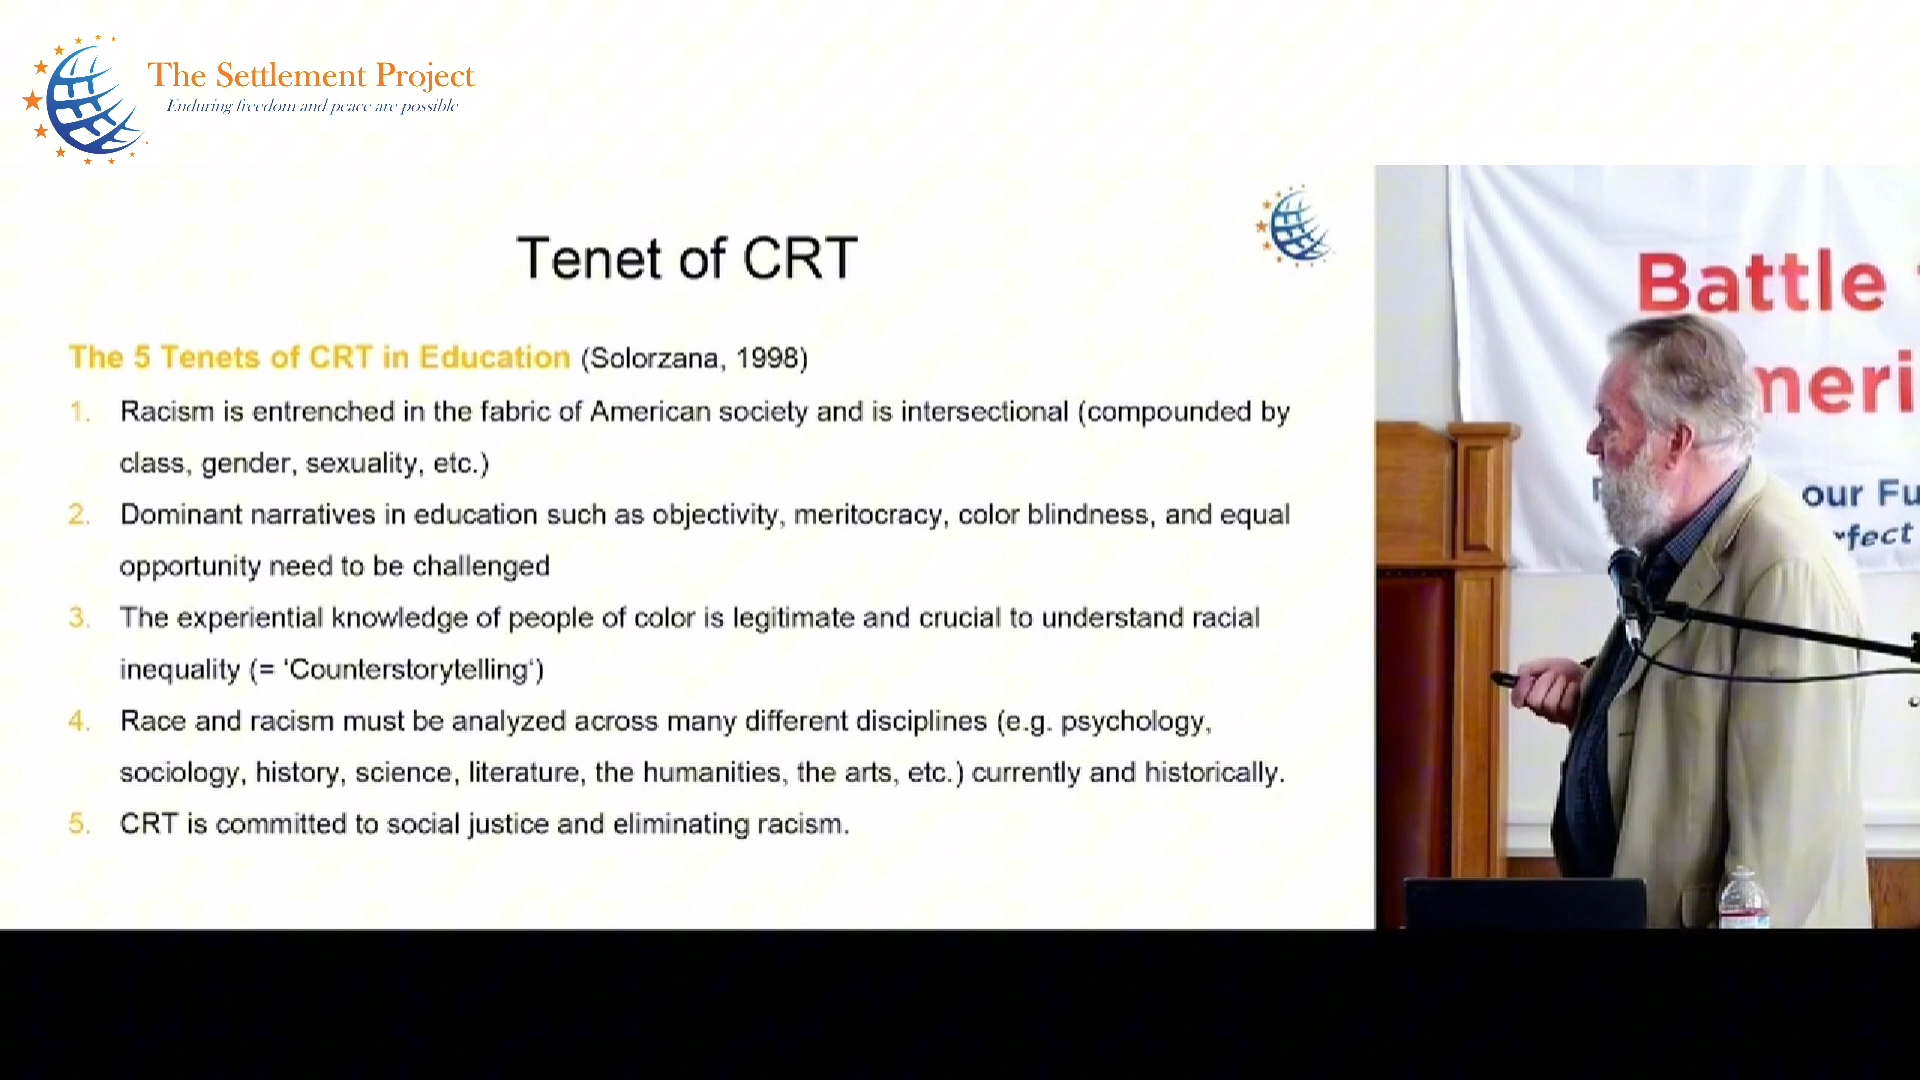 The Settlement Project
Enduring freedom and peace are possible
Tenet of CRT
The 5 Tenets of CRT in Education (Solorzana, 1998)
1. Racism is entrenched in the fabric of American society and is intersectional (compounded by
class, gender, sexuality, etc.)
2. Dominant narratives in education such as objectivity, meritocracy, color blindness, and equal
opportunity need to be challenged
3. The experiential knowledge of people of color is legitimate and crucial to understand racial
inequality (= ‘Counterstorytelling‘)
4. Race and racism must be analyzed across many different disciplines (e.g. psychology,
sociology, history, science, literature, the humanities, the arts, etc.) currently and historically.
5. CRT is committed to social justice and eliminating racism.
Battle
our